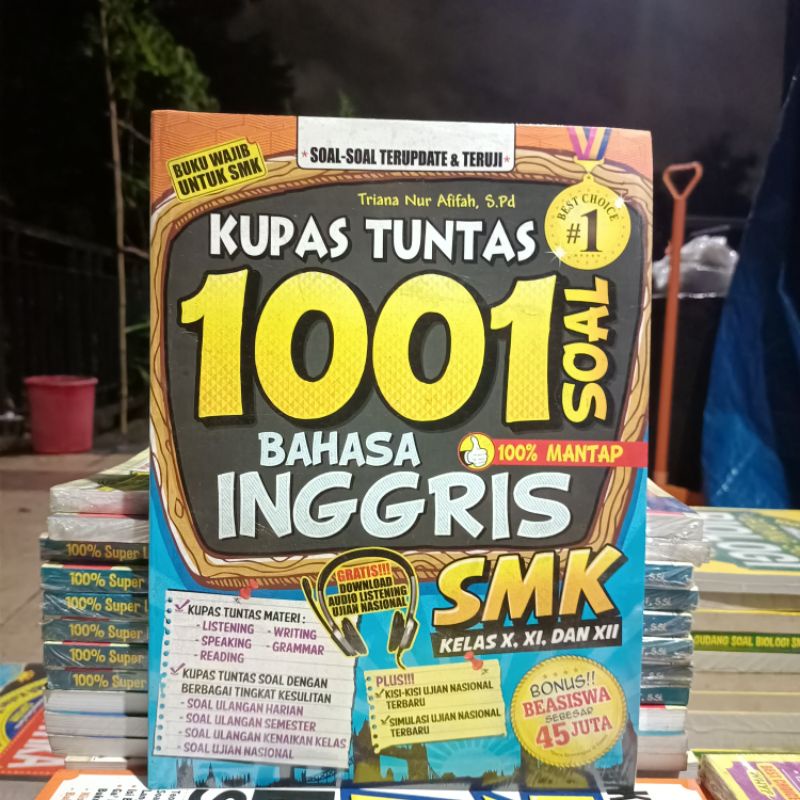 SOAL-SOAL TERUPDATE & TERUJI
BUKU WAJIB
UNTUK SMK
Triana Nur Afifah, S.Pd
BEST CHOICE
#1
KUPAS TUNTAS
1001
SOAL
BAHASA
INGGRIS
100% MANTAP
SMK
KELAS X, XI, DAN XII
GRATIS!!!
DOWNLOAD
AUDIO LISTENING
UJIAN NASIONAL
KUPAS TUNTAS MATERI :
- LISTENING - WRITING
- SPEAKING - GRAMMAR
- READING
KUPAS TUNTAS SOAL DENGAN
BERBAGAI TINGKAT KESULITAN
- SOAL ULANGAN HARIAN
- SOAL ULANGAN SEMESTER
- SOAL ULANGAN KENAIKAN KELAS
- SOAL UJIAN NASIONAL
PLUS!!!
KISI-KISI UJIAN NASIONAL
TERBARU
SIMULASI UJIAN NASIONAL
TERBARU
BONUS!!
BEASISWA
SEBESAR
45 JUTA
100% Super
100% Super
100% Super
100% Super
100% Super
100% Super
GUDANG SOAL BIOLOGI